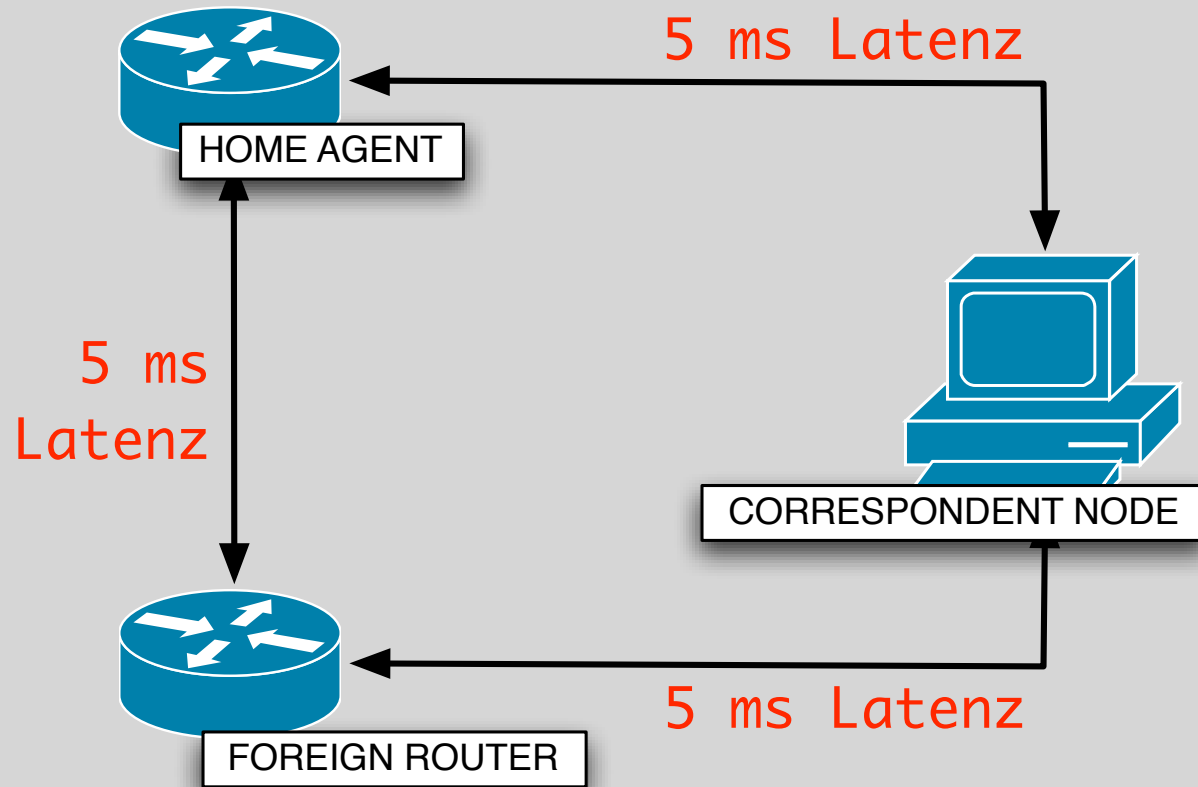 5 ms Latenz
HOME AGENT
5 ms
Latenz
CORRESPONDENT NODE
5 ms Latenz
FOREIGN ROUTER